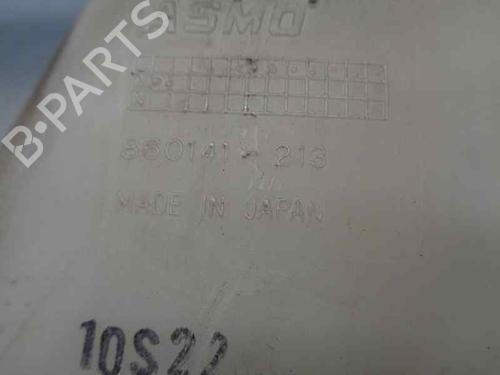 ASMO
860141-213
MADE IN JAPAN
10S22
B-PARTS